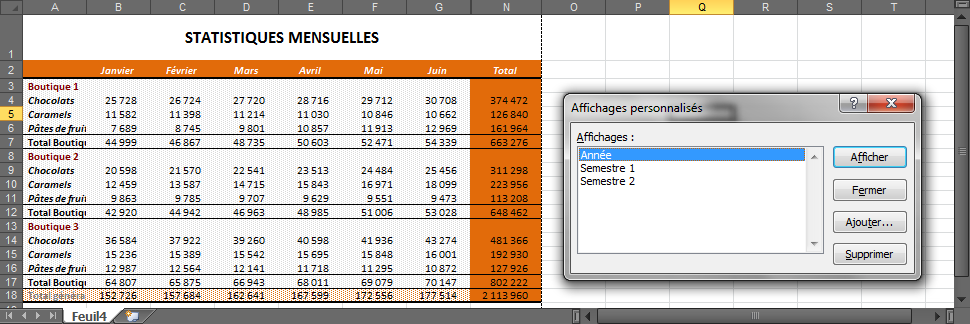 A B C D E F G N O P Q R S T
1 STATISTIQUES MENSUELLES
2 Janvier Février Mars Avril Mai Juin Total
3 Boutique 1
4 Chocolats 25 728 26 724 27 720 28 716 29 712 30 708 374 472
5 Caramels 11 582 11 398 11 214 11 030 10 846 10 662 126 840
6 Pâtes de fruit 7 689 8 745 9 801 10 857 11 913 12 969 161 964
7 Total Boutiqu 44 999 46 867 48 735 50 603 52 471 54 339 663 276
8 Boutique 2
9 Chocolats 20 598 21 570 22 541 23 513 24 484 25 456 311 298
10 Caramels 12 459 13 587 14 715 15 843 16 971 18 099 223 956
11 Pâtes de fruit 9 863 9 785 9 707 9 629 9 551 9 473 113 208
12 Total Boutiqu 42 920 44 942 46 963 48 985 51 006 53 028 648 462
13 Boutique 3
14 Chocolats 36 584 37 922 39 260 40 598 41 936 43 274 481 366
15 Caramels 15 236 15 389 15 542 15 695 15 848 16 001 192 930
16 Pâtes de fruit 12 987 12 564 12 141 11 718 11 295 10 872 127 926
17 Total Boutiqu 64 807 65 875 66 943 68 011 69 079 70 147 802 222
18 Total généra 152 726 157 684 162 641 167 599 172 556 177 514 2 113 960
Feuil4
Affichages personnalisés
Affichages :
Année
Semestre 1
Semestre 2
Afficher
Fermer
Ajouter...
Supprimer